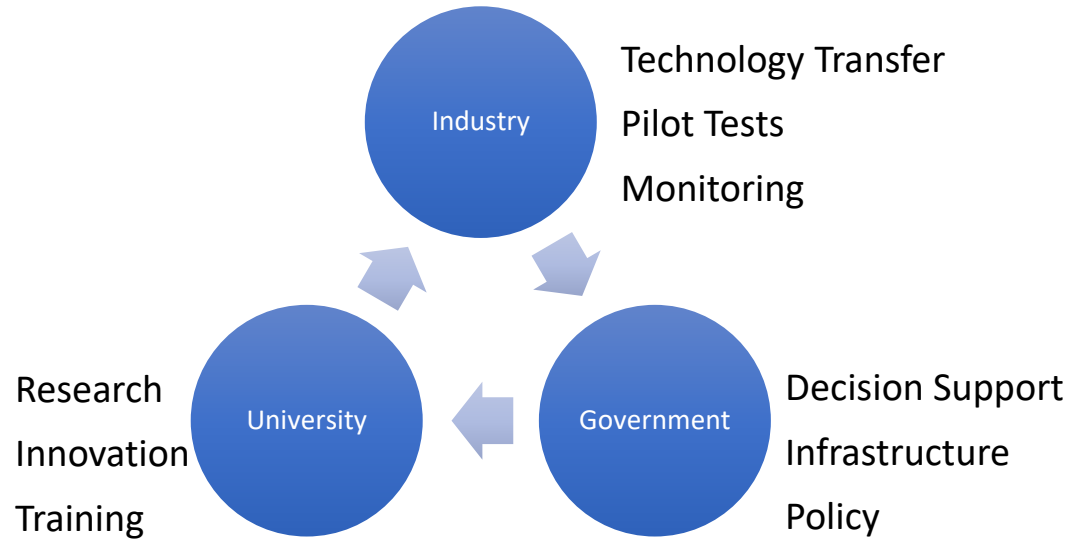 Industry
Technology Transfer
Pilot Tests
Monitoring
Research
Innovation
Training
University
Government
Decision Support
Infrastructure
Policy